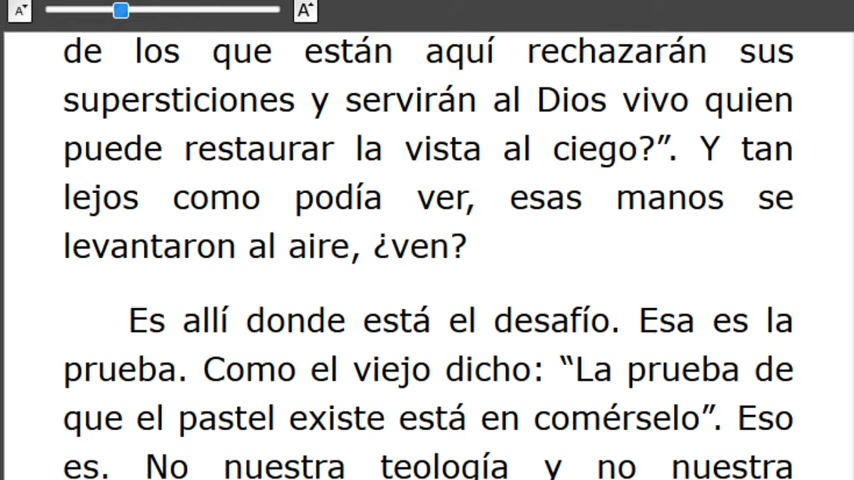 A A
de los que están aquí rechazarán sus
supersticiones y servirán al Dios vivo quien
puede restaurar la vista al ciego?”. Y tan
lejos como podía ver, esas manos se
levantaron al aire, ¿ven?
Es allí donde está el desafío. Esa es la
prueba. Como el viejo dicho: “La prueba de
que el pastel existe está en comérselo”. Eso
es. No nuestra teología y no nuestra